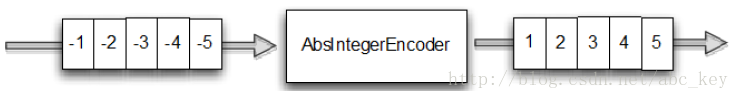 -1 -2 -3 -4 -5 AbsIntegerEncoder 1 2 3 4 5
http://blog.csdn.net/abc_key